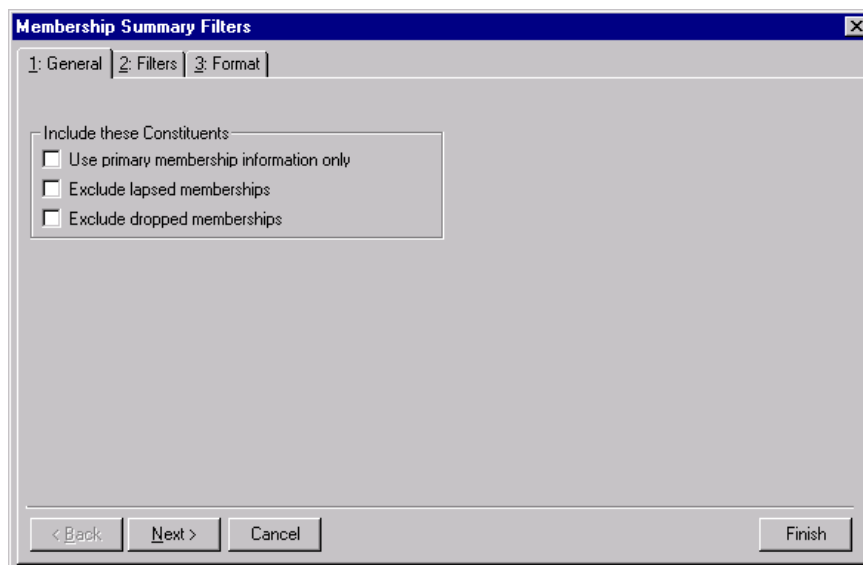 Membership Summary Filters
1: General 2: Filters 3: Format
Include these Constituents
Use primary membership information only
Exclude lapsed memberships
Exclude dropped memberships
< Back Next > Cancel Finish